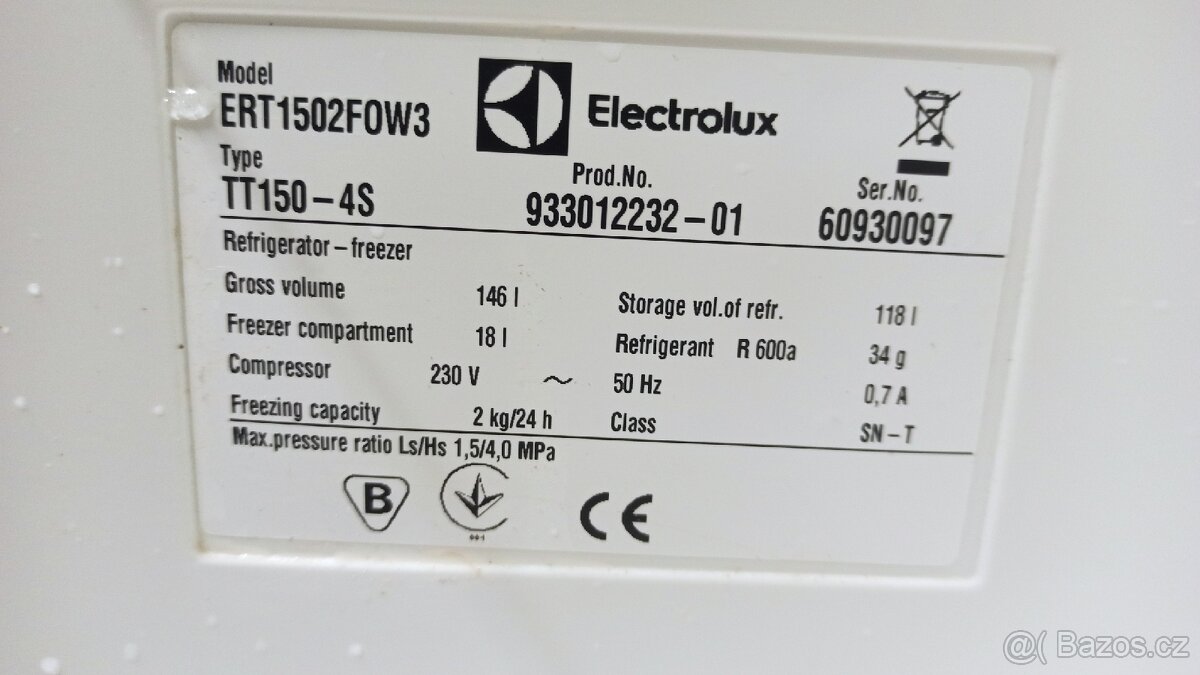 Model
ERT1502FOW3
Electrolux
Type
TT150-4S
Prod.No.
933012232-01
Ser.No.
60930097
Refrigerator-freezer
Gross volume 146 l Storage vol.of refr. 118 l
Freezer compartment 18 l Refrigerant R 600a 34 g
Compressor 230 V ~ 50 Hz 0,7 A
Freezing capacity 2 kg/24 h Class SN-T
Max.pressure ratio Ls/Hs 1,5/4,0 MPa
B
CE
@( Bazos.cz